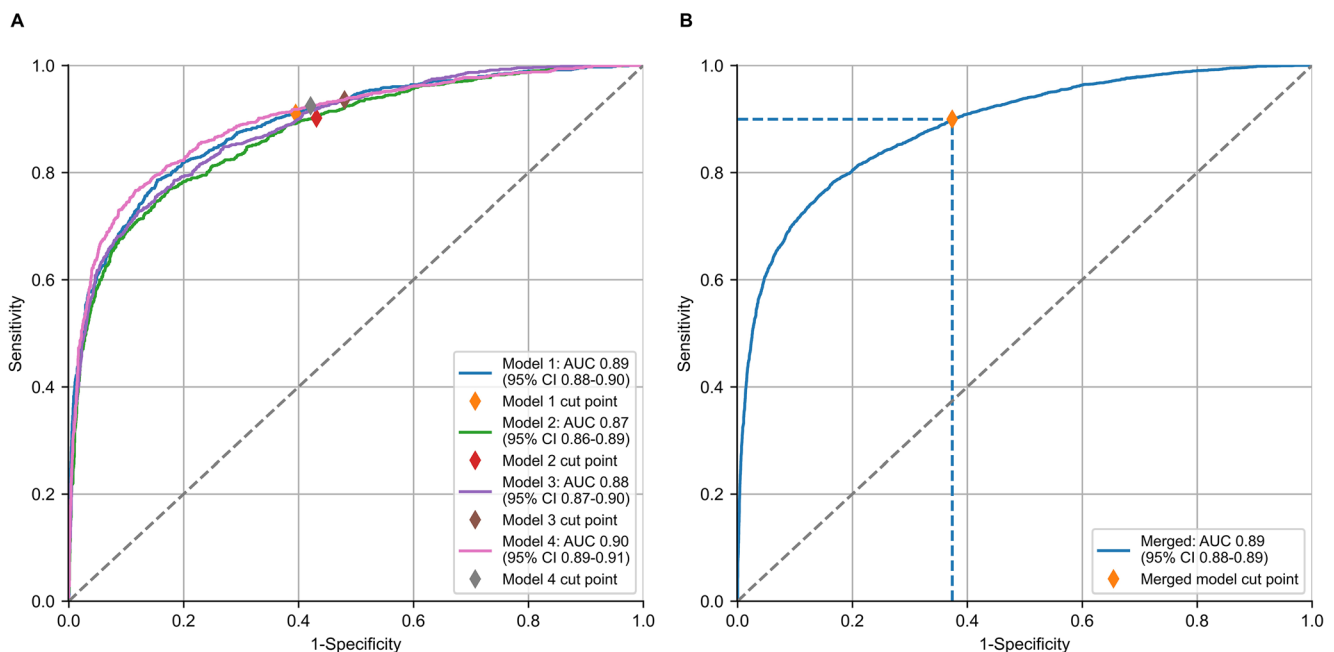 A
1.0
0.8
0.6
0.4
0.2
0.0
Sensitivity
0.0 0.2 0.4 0.6 0.8 1.0
1-Specificity
Model 1: AUC 0.89
(95% CI 0.88-0.90)
Model 1 cut point
Model 2: AUC 0.87
(95% CI 0.86-0.89)
Model 2 cut point
Model 3: AUC 0.88
(95% CI 0.87-0.90)
Model 3 cut point
Model 4: AUC 0.90
(95% CI 0.89-0.91)
Model 4 cut point
B
1.0
0.8
0.6
0.4
0.2
0.0
Sensitivity
0.0 0.2 0.4 0.6 0.8 1.0
1-Specificity
Merged: AUC 0.89
(95% CI 0.88-0.89)
Merged model cut point